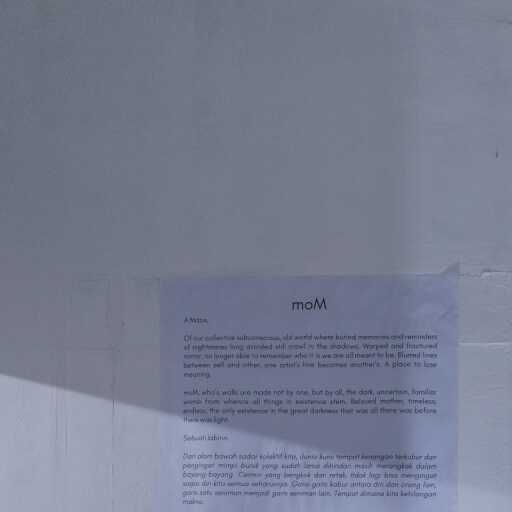 moM
A Maze.
Of our collective subconscious, old world where buried memories and reminders
of nightmares long avoided still crawl in the shadows. Warped and fractured
mirror, no longer able to remember who it is we are all meant to be. Blurred lines
between self and other, one artist's line becomes another's. A place to lose
meaning.
moM, who's walls are made not by one, but by all, the dark, uncertain, familiar
womb from whence all things in existence stem. Beloved mother, timeless,
endless, the only existence in the great darkness that was all there was before
there was light.
Sebuah labirin.
Dari alam bawah sadar kolektif kita, dunia kuno tempat kenangan terkubur dan
pengingat mimpi buruk yang sudah lama dihindari masih merangkak dalam
bayang-bayang. Cermin yang bengkok dan retak, tidak lagi bisa mengingat
siapa diri kita semua seharusnya. Garis-garis kabur antara diri dan orang lain,
garis satu seniman menjadi garis seniman lain. Tempat dimana kita kehilangan
makna.